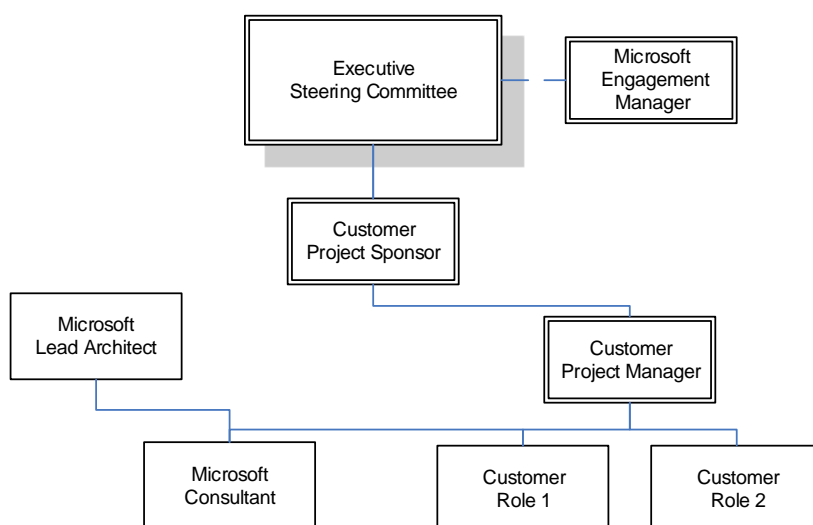 Executive
Steering Committee
Microsoft
Engagement
Manager
Customer
Project Sponsor
Microsoft
Lead Architect
Customer
Project Manager
Microsoft
Consultant
Customer
Role 1
Customer
Role 2